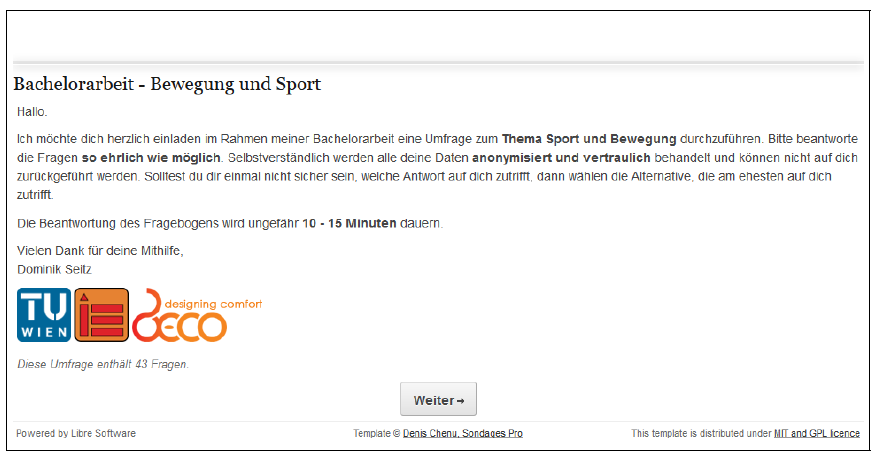 Bachelorarbeit - Bewegung und Sport
Hallo.
Ich möchte dich herzlich einladen im Rahmen meiner Bachelorarbeit eine Umfrage zum Thema Sport und Bewegung durchzuführen. Bitte beantworte
die Fragen so ehrlich wie möglich. Selbstverständlich werden alle deine Daten anonymisiert und vertraulich behandelt und können nicht auf dich
zurückgeführt werden. Solltest du dir einmal nicht sicher sein, welche Antwort auf dich zutrifft, dann wählen die Alternative, die am ehesten auf dich
zutrifft.
Die Beantwortung des Fragebogens wird ungefähr 10 - 15 Minuten dauern.
Vielen Dank für deine Mithilfe,
Dominik Seitz
TU
WIEN
designing comfort
DECO
Diese Umfrage enthält 43 Fragen.
Weiter→
Powered by Libre Software
Template © Denis Chenu, Sondages Pro
This template is distributed under MIT and GPL licence